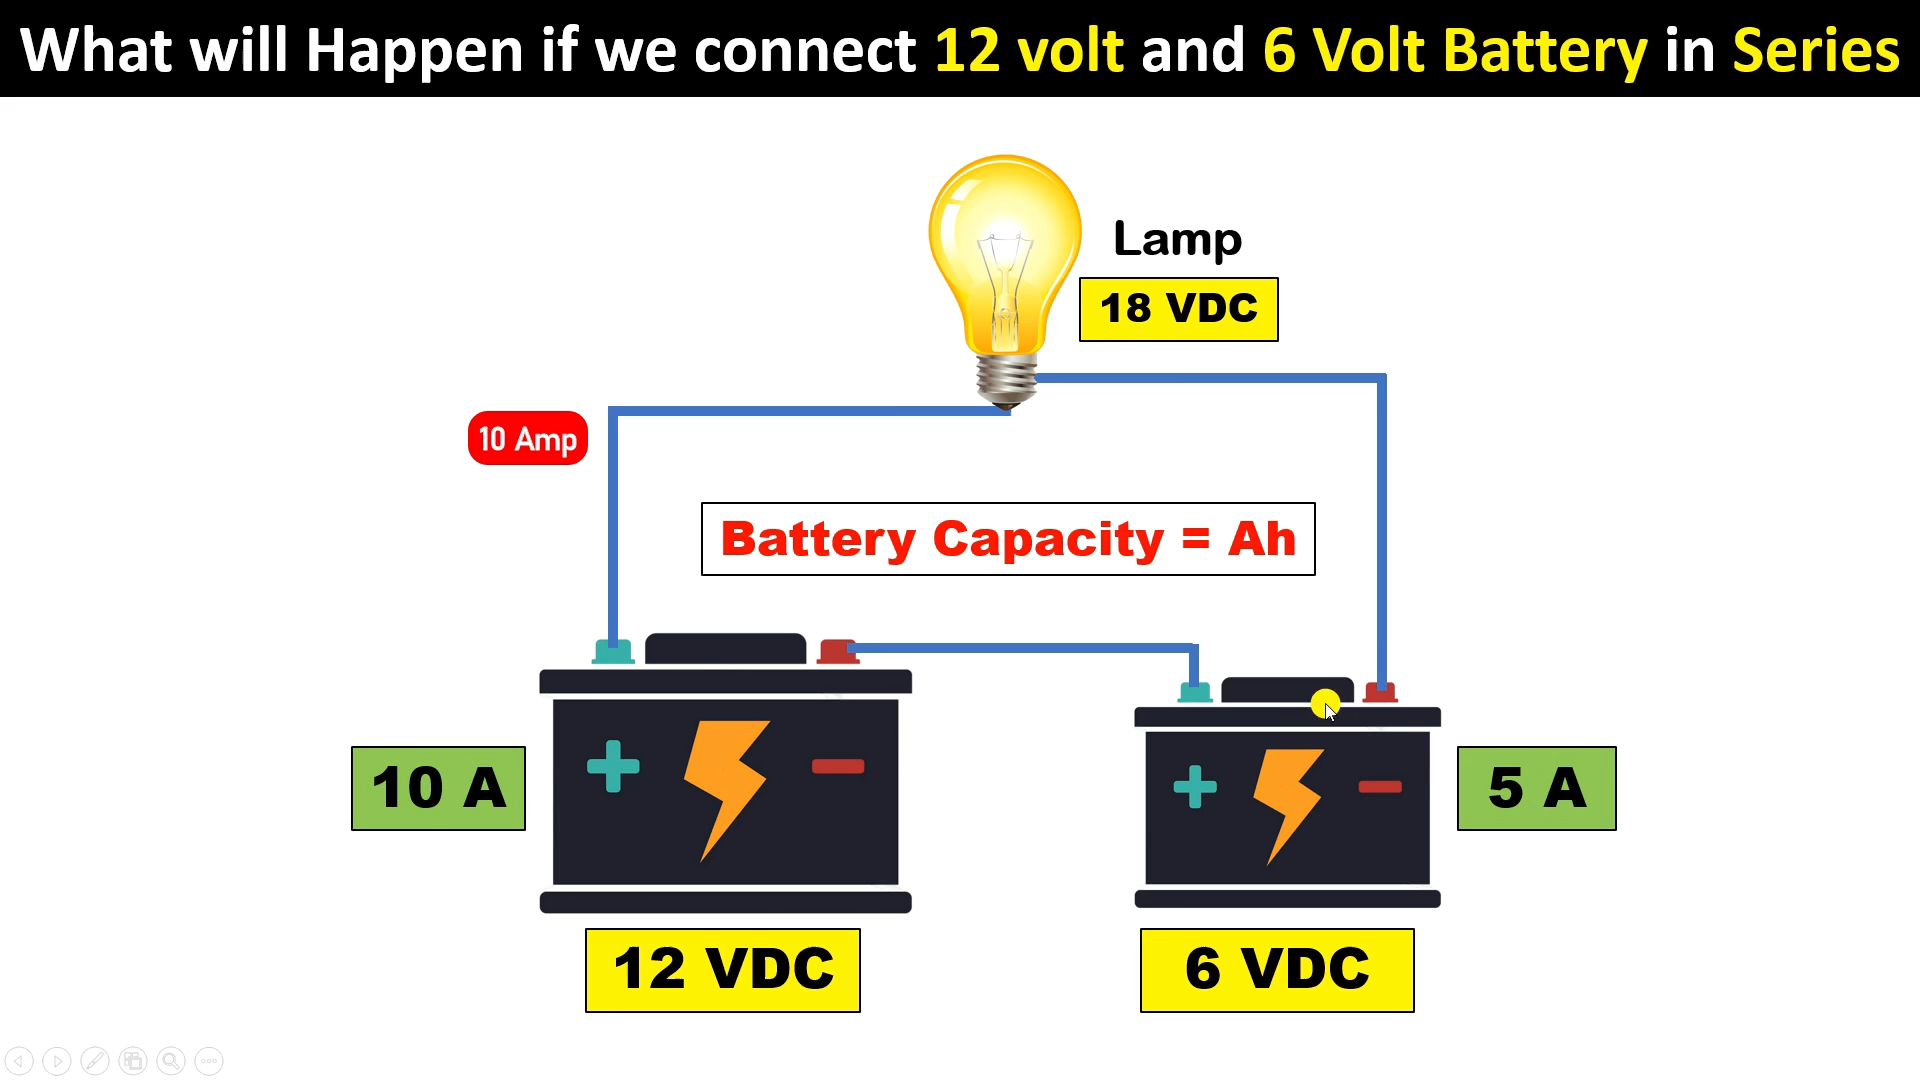 What will Happen if we connect 12 volt and 6 Volt Battery in Series
Lamp
18 VDC
10 Amp
Battery Capacity = Ah
10 A
5 A
12 VDC
6 VDC